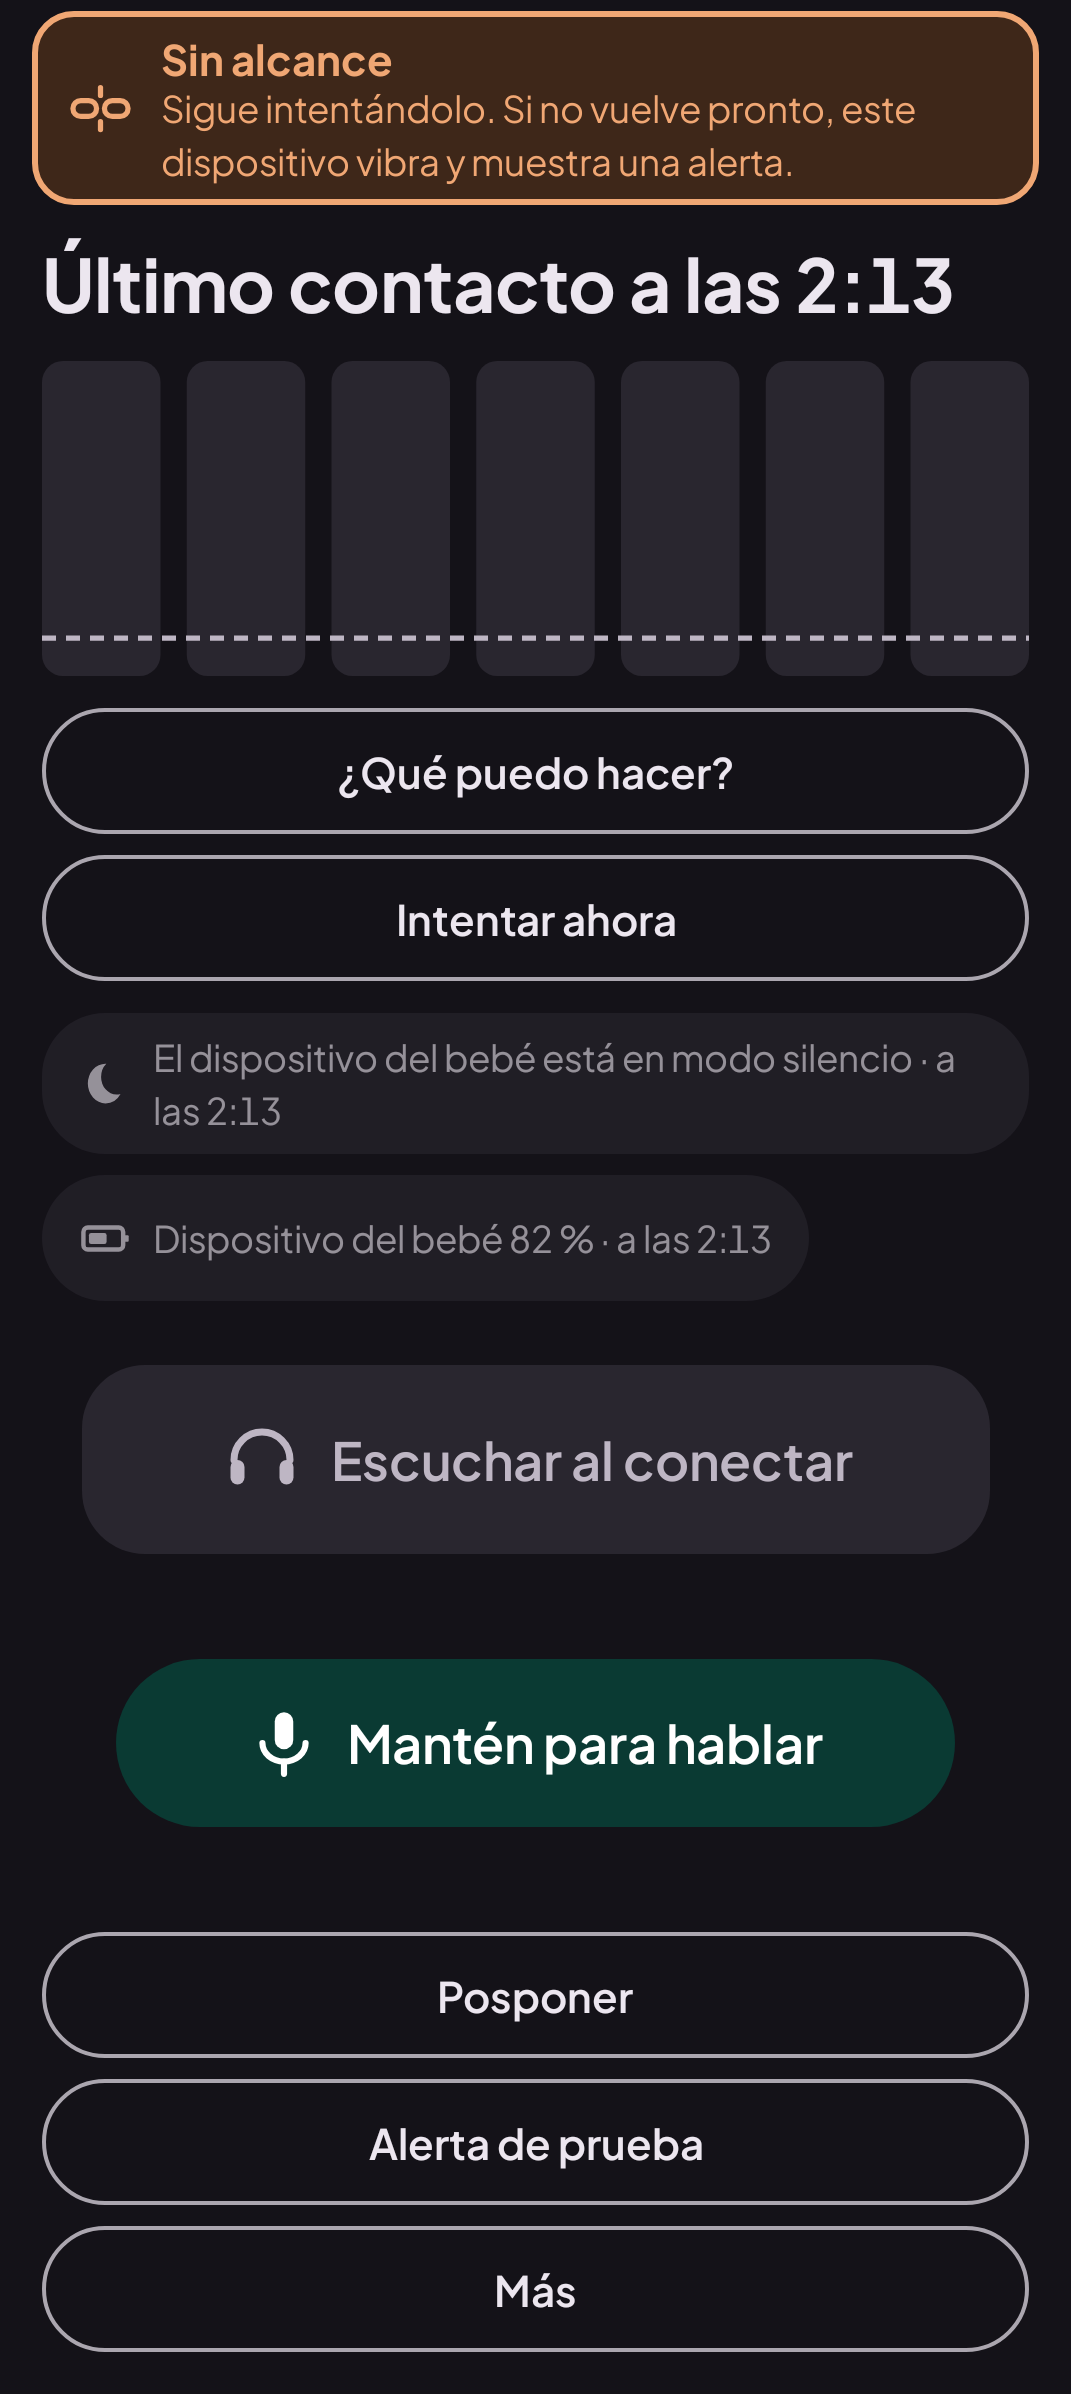 Sin alcance
Sigue intentándolo. Si no vuelve pronto, este
dispositivo vibra y muestra una alerta.
Último contacto a las 2:13
¿Qué puedo hacer?
Intentar ahora
El dispositivo del bebé está en modo silencio · a
las 2:13
Dispositivo del bebé 82 % · a las 2:13
Escuchar al conectar
Mantén para hablar
Posponer
Alerta de prueba
Más